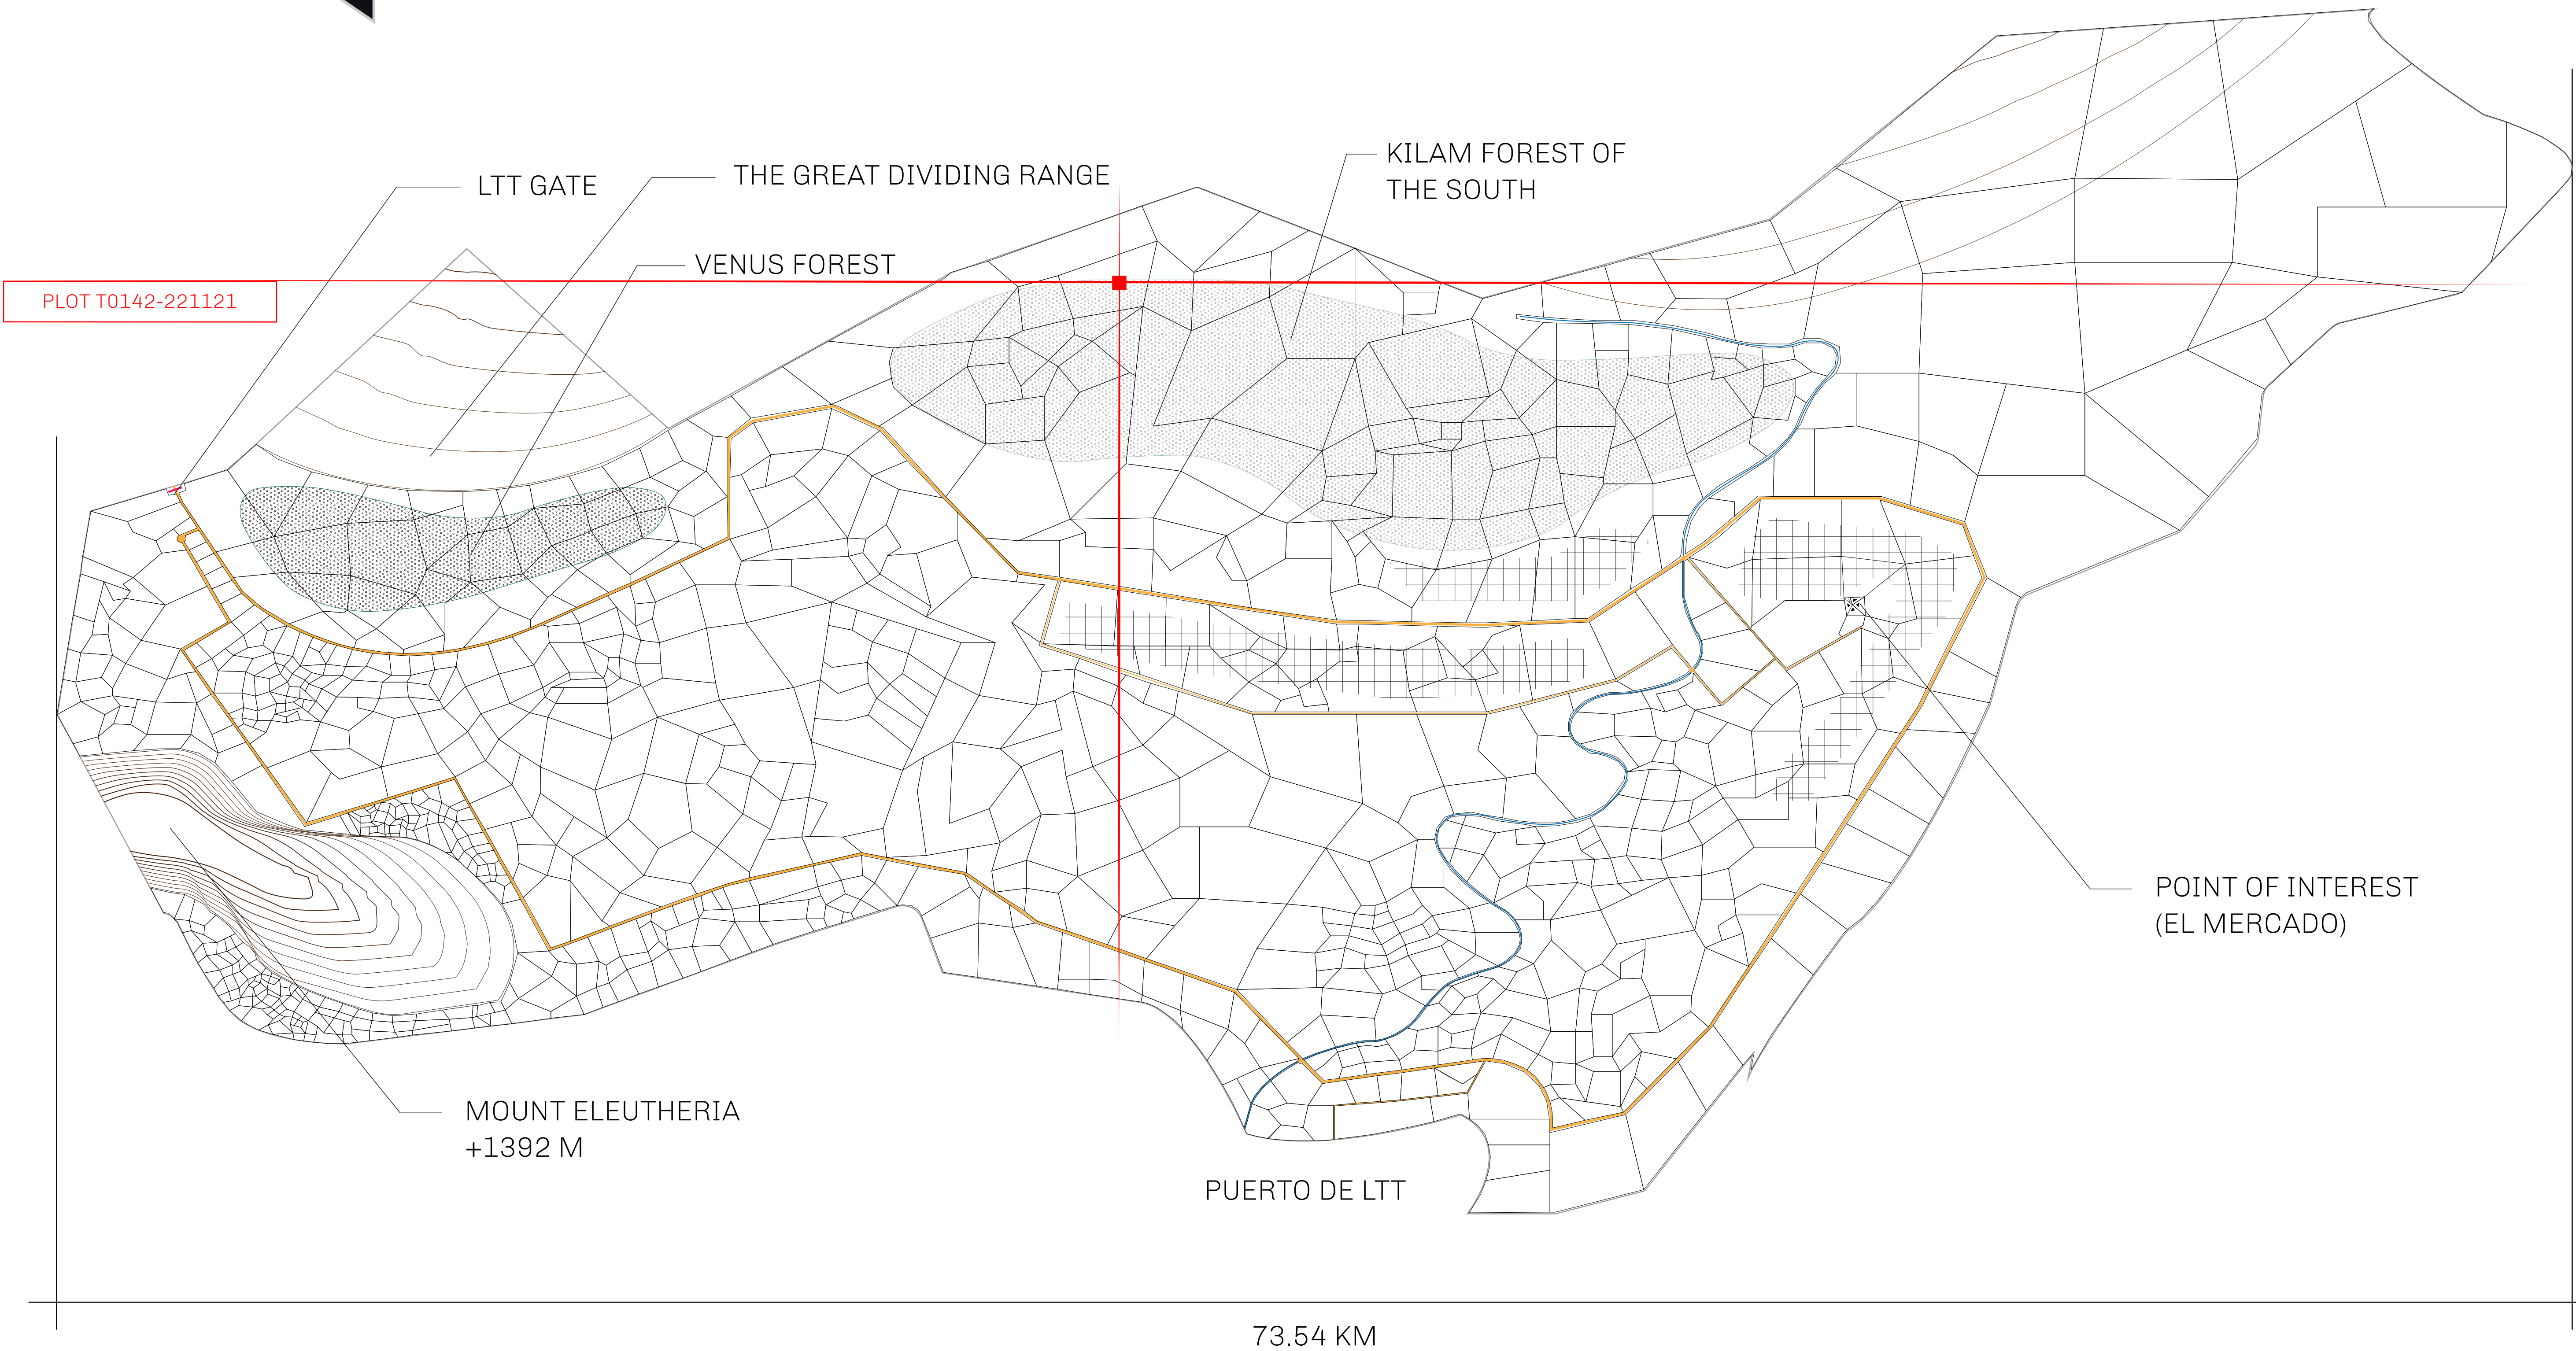 KILAM FOREST OF
THE SOUTH
THE GREAT DIVIDING RANGE
LTT GATE
VENUS FOREST
PLOT T0142-221121
POINT OF INTEREST
(EL MERCADO)
MOUNT ELEUTHERIA
+1392 M
PUERTO DE LTT
73,54 KM